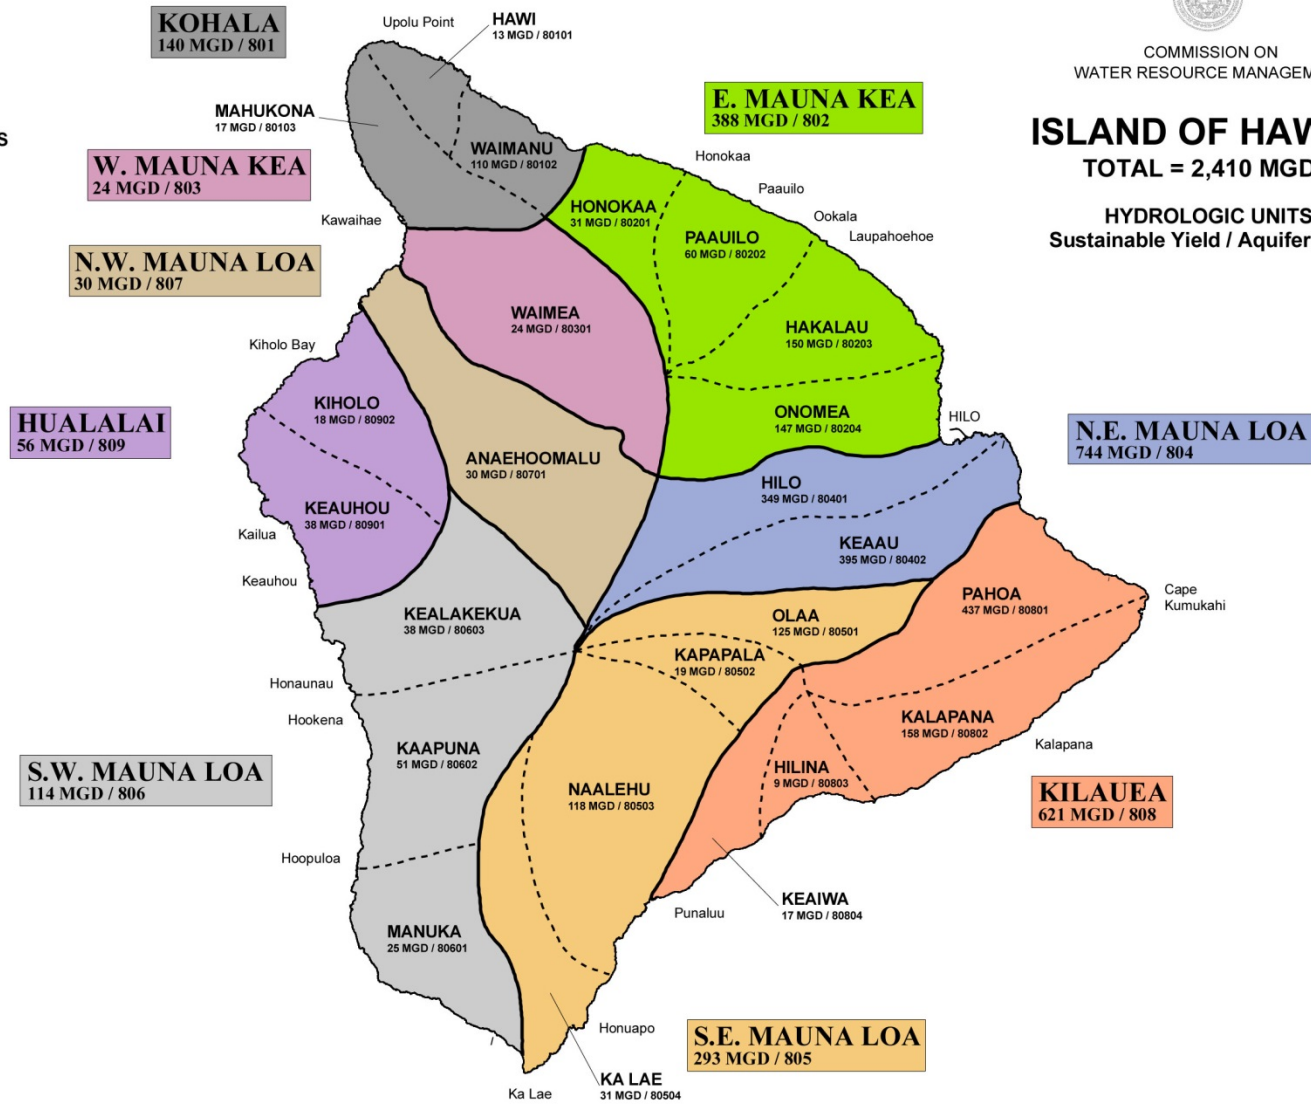 COMMISSION ON
WATER RESOURCE
ISLAND OF
TOTAL = 2,410 MGD
HYDROLOGIC UNITS
Sustainable Yield / Aquifer
KOHALA
140 MGD / 801
Upolu Point
HAWI
13 MGD / 80101
MAHUKONA
17 MGD / 80103
WAIMANU
110 MGD / 80102
E. MAUNA KEA
388 MGD / 802
W. MAUNA KEA
24 MGD / 803
Kawaihae
Honokaa
Paauilo
Ookala
Laupahoehoe
HONOKAA
31 MGD / 80201
PAAUILO
60 MGD / 80202
N.W. MAUNA LOA
30 MGD / 807
WAIMEA
24 MGD / 80301
HAKALAU
150 MGD / 80203
Kiholo Bay
KIHOLO
18 MGD / 80902
HUALALAI
56 MGD / 809
ONOMEA
147 MGD / 80204
HILO
N.E. MAUNA LOA
744 MGD / 804
ANAEHOOMALU
30 MGD / 80701
HILO
349 MGD / 80401
KEAUHOU
38 MGD / 80901
Kailua
KEAAU
395 MGD / 80402
Keauhou
KEALAKEKUA
38 MGD / 80603
OLAA
125 MGD / 80501
PAHOA
437 MGD / 80801
Cape
Kumukahi
KAPAPALA
19 MGD / 80502
Honaunau
Hookena
KAAPUNA
51 MGD / 80602
KALAPANA
158 MGD / 80802
Kalapana
S.W. MAUNA LOA
114 MGD / 806
NAALEHU
118 MGD / 80503
HILINA
9 MGD / 80803
KILAUEA
621 MGD / 808
Hoopuloa
MANUKA
25 MGD / 80601
Punaluu
KEAIWA
17 MGD / 80804
Honuapo
S.E. MAUNA LOA
293 MGD / 805
Ka Lae
KA LAE
31 MGD / 80504